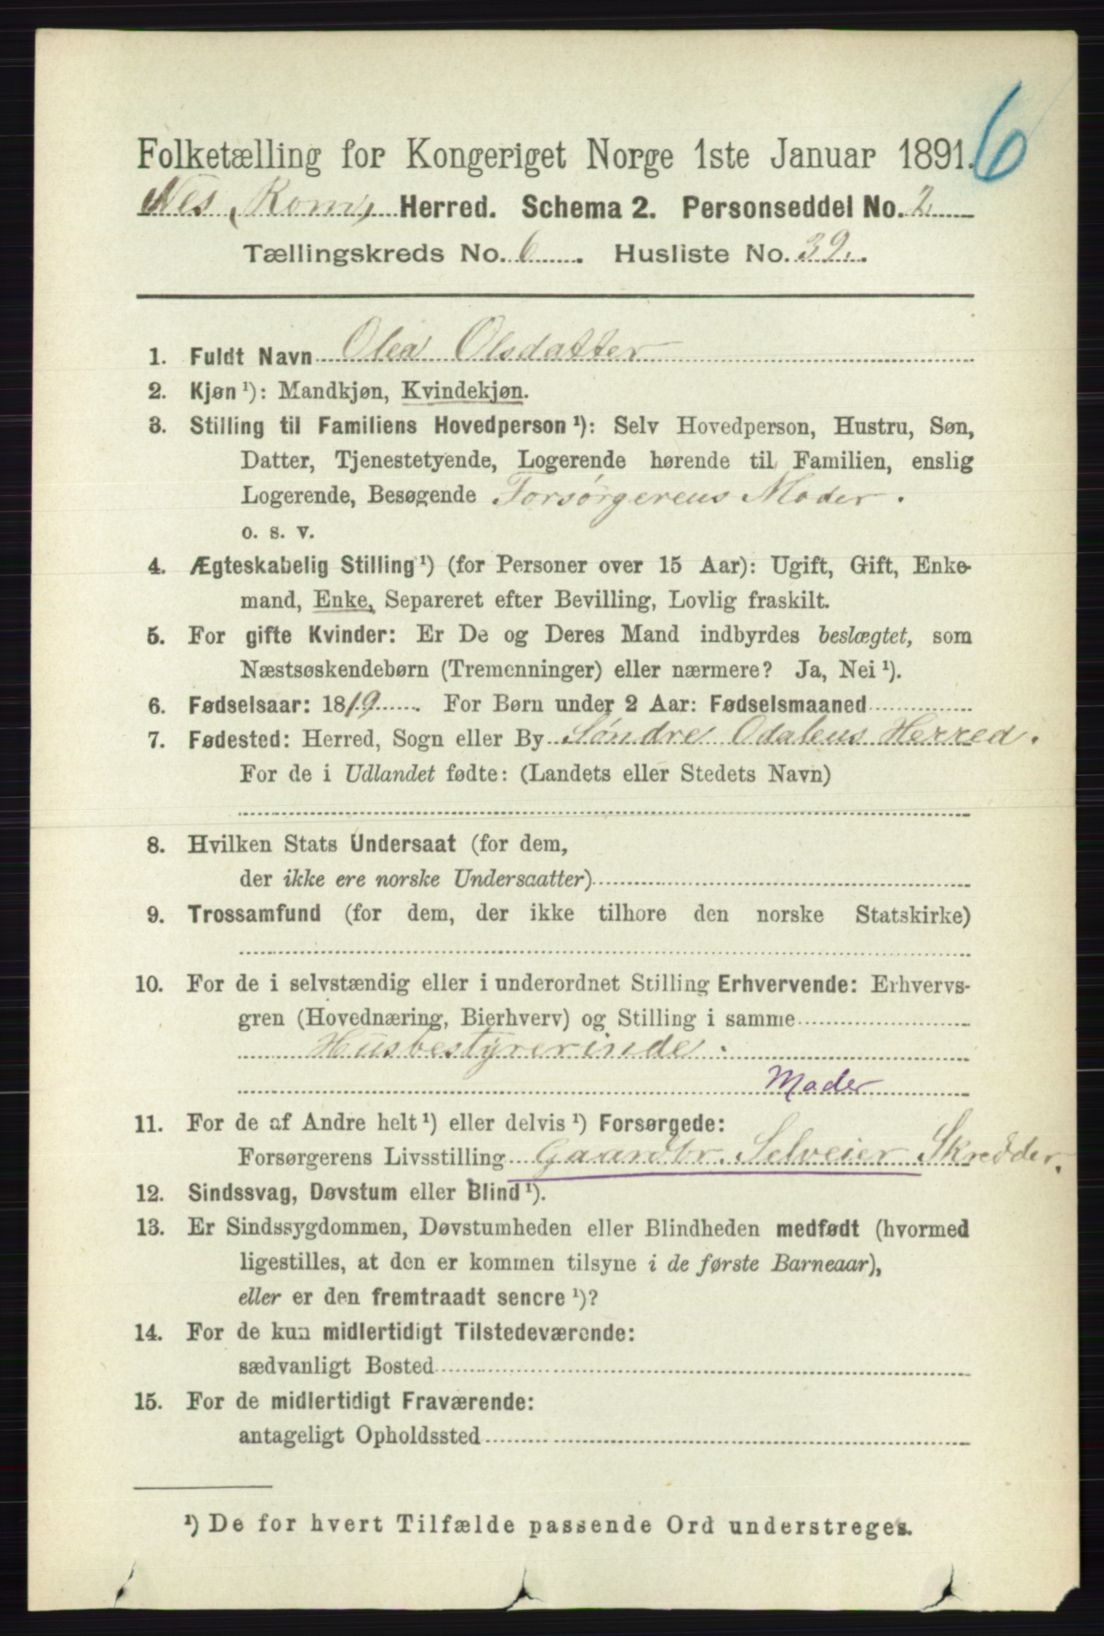 6
Folketælling for Kongeriget Norge 1ste Januar 1891.
Nes (Rom) Herred. Schema 2. Personseddel No. 2
Tællingskreds No. 6. Husliste No. 39.
1. Fuldt Navn Olea Olsdatter
2. Kjøn¹): Mandkjøn, Kvindekjøn.
3. Stilling til Familiens Hovedperson¹): Selv Hovedperson, Hustru, Søn,
Datter, Tjenestetyende, Logerende hørende til Familien, enslig
Logerende, Besøgende Forsørgerens Moder.
o. s. v.
4. Ægteskabelig Stilling¹) (for Personer over 15 Aar): Ugift, Gift, Enke-
mand, Enke, Separeret efter Bevilling, Lovlig fraskilt.
5. For gifte Kvinder: Er De og Deres Mand indbyrdes beslægtet, som
Næstsøskendebørn (Tremenninger) eller nærmere? Ja, Nei¹).
6. Fødselsaar: 1819. For Børn under 2 Aar: Fødselsmaaned
7. Fødested: Herred, Sogn eller By Søndre Odalens Herred.
For de i Udlandet fødte: (Landets eller Stedets Navn)
8. Hvilken Stats Undersaat (for dem,
der ikke ere norske Undersaatter)
9. Trossamfund (for dem, der ikke tilhøre den norske Statskirke)
10. For de i selvstændig eller i underordnet Stilling Erhvervende: Erhvervs-
gren (Hovednæring, Bierhverv) og Stilling i samme
Husbestyrerinde.
Moder
11. For de af Andre helt¹) eller delvis¹) Forsørgede:
Forsørgerens Livsstilling Gaardbr. Selveier Skredder.
12. Sindssvag, Døvstum eller Blind¹).
13. Er Sindssygdommen, Døvstumheden eller Blindheden medfødt (hvormed
ligestilles, at den er kommen tilsyne i de første Barneaar),
eller er den fremtraadt senere¹)?
14. For de kun midlertidigt Tilstedeværende:
sædvanligt Bosted
15. For de midlertidigt Fraværende:
antageligt Opholdssted
¹) De for hvert Tilfælde passende Ord understreges.